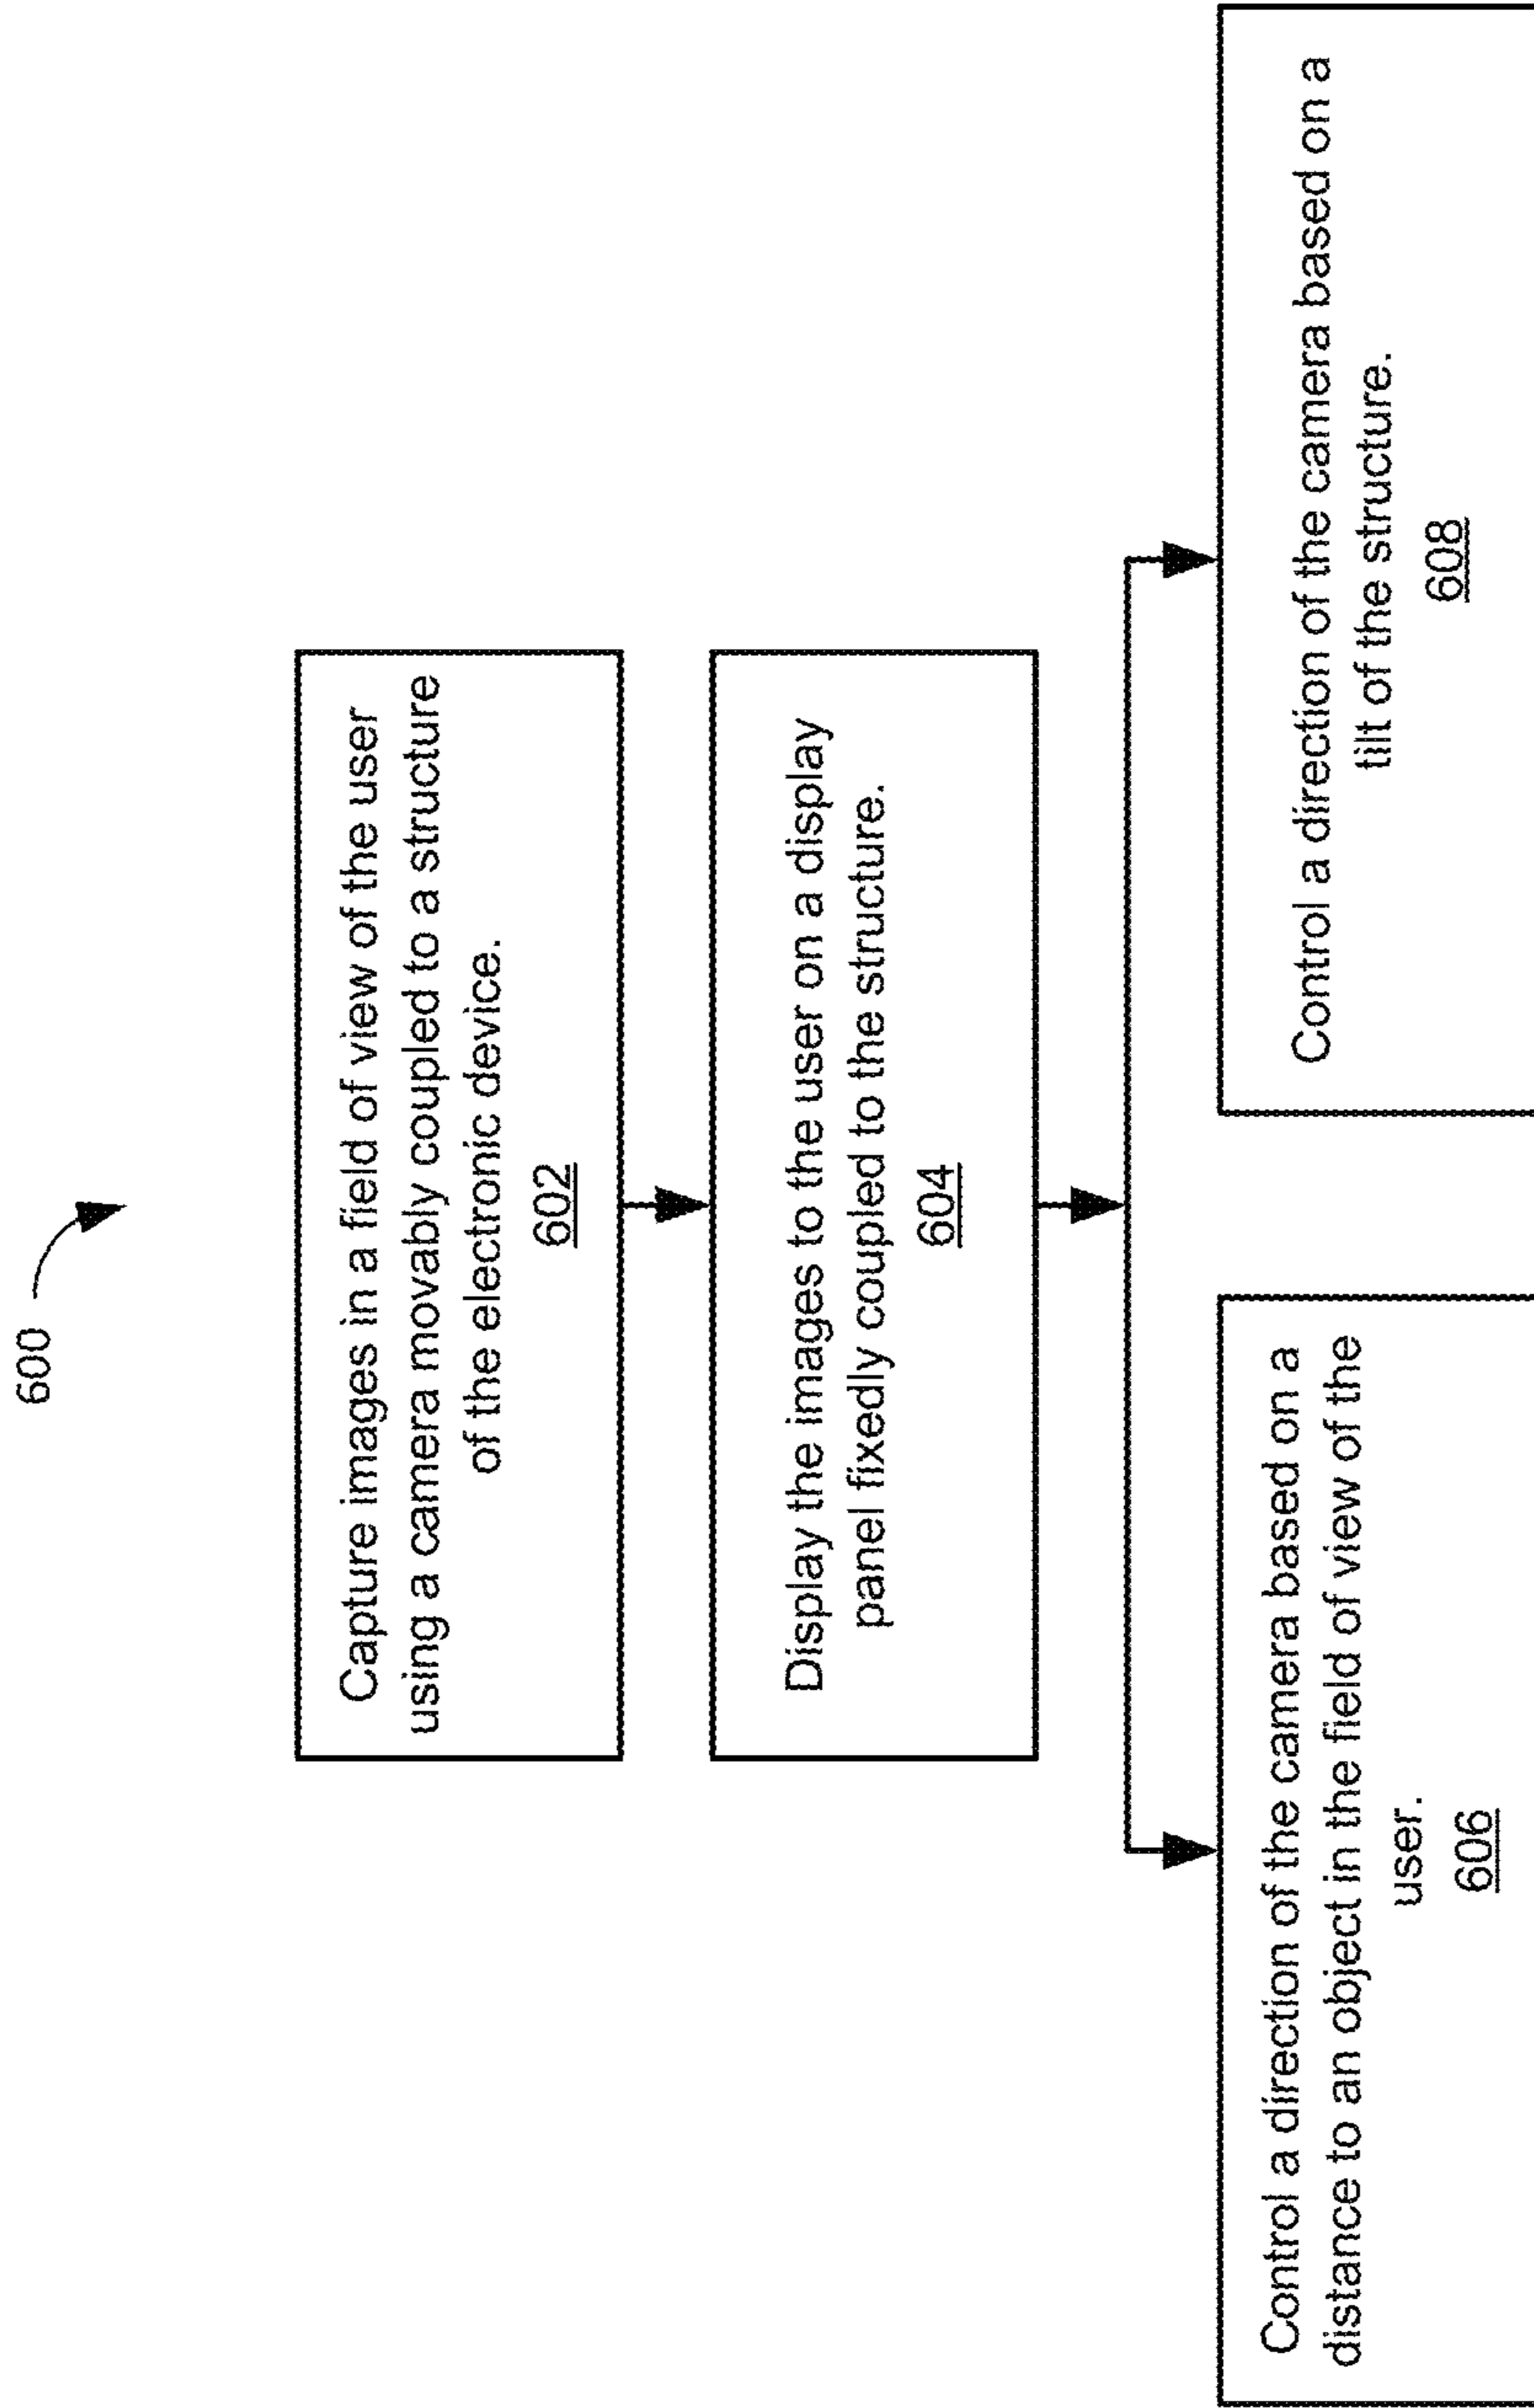 600
Capture images in a field of view of the user
using a camera movably coupled to a structure
of the electronic device.
602
Display the images to the user on a display
panel fixedly coupled to the structure.
604
Control a direction of the camera based on a
distance to an object in the field of view of the
user.
606
Control a direction of the camera based on a
tilt of the structure.
608